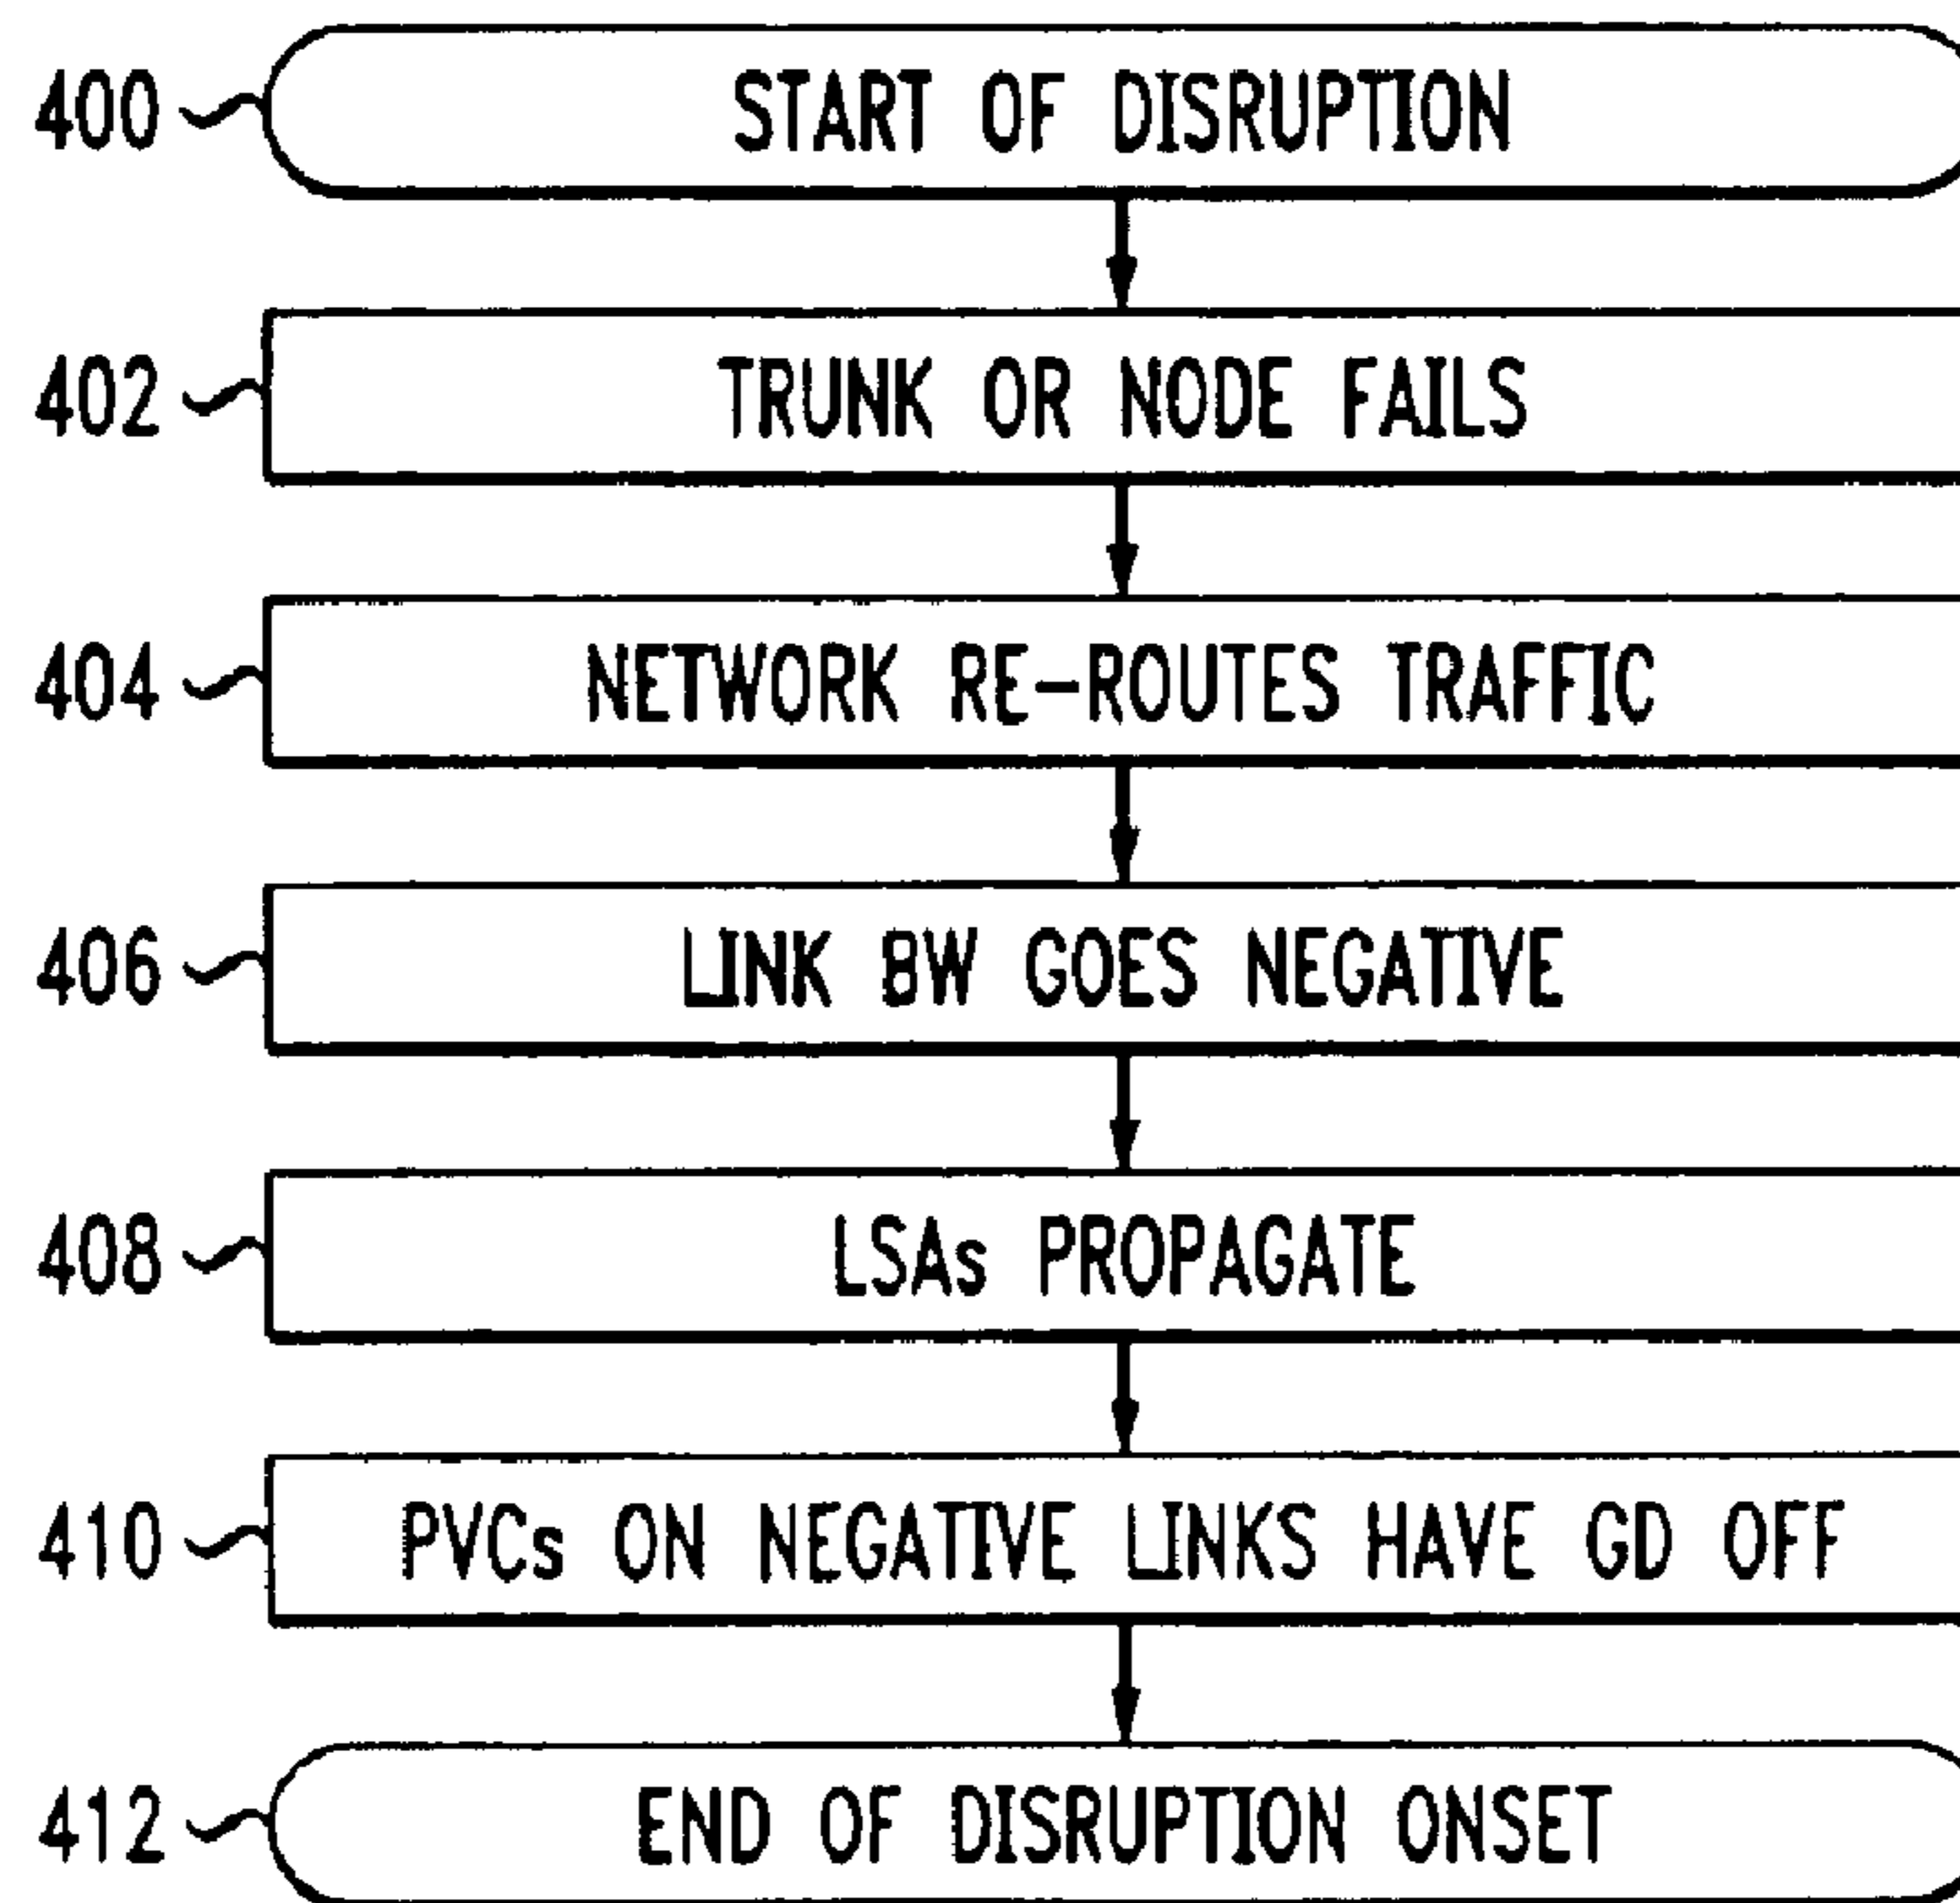 400 START OF DISRUPTION
402 TRUNK OR NODE FAILS
404 NETWORK RE-ROUTES TRAFFIC
406 LINK BW GOES NEGATIVE
408 LSAs PROPAGATE
410 PVCs ON NEGATIVE LINKS HAVE GD OFF
412 END OF DISRUPTION ONSET